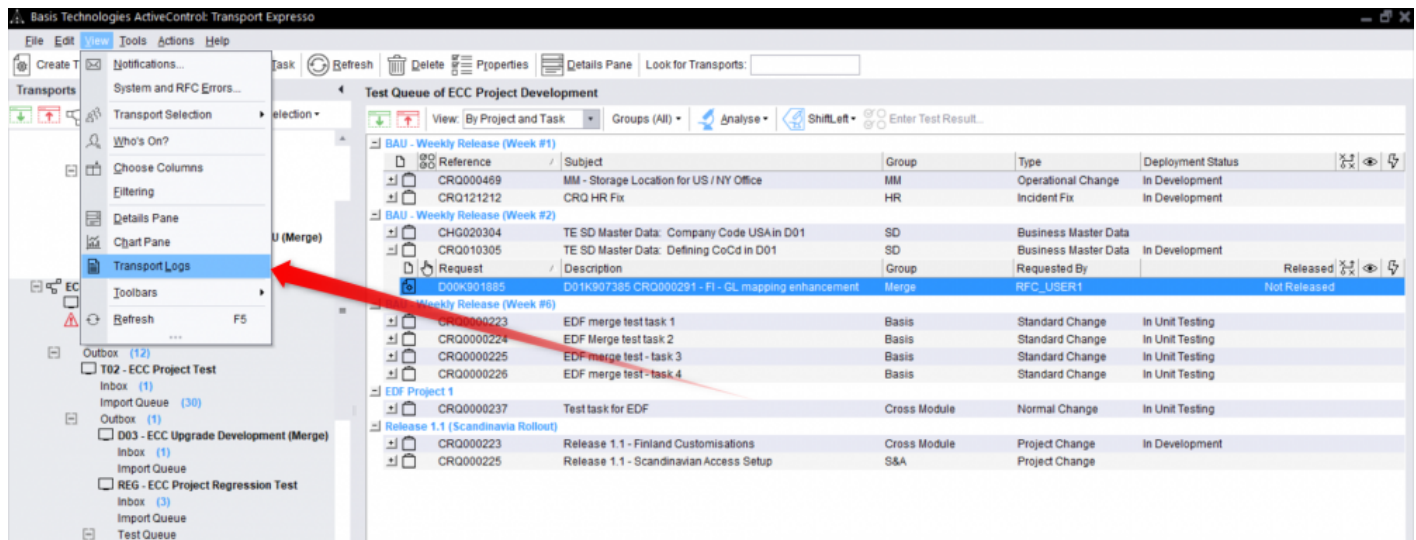 Basis Technologies ActiveControl: Transport Expresso
File Edit View Tools Actions Help
Create T Task Refresh Delete Properties Details Pane Look for Transports:
Notifications...
System and RFC Errors...
Transport Selection
Who's On?
Choose Columns
Filtering
Details Pane
Chart Pane
Transport Logs
Toolbars
Refresh F5
Transports
election
U (Merge)
EC
Outbox (12)
T02 - ECC Project Test
Inbox (1)
Import Queue (30)
Outbox (1)
D03 - ECC Upgrade Development (Merge)
Inbox (1)
Import Queue
REG - ECC Project Regression Test
Inbox (3)
Import Queue
Test Queue
Test Queue of ECC Project Development
View: By Project and Task Groups (All) Analyse ShiftLeft Enter Test Result...
BAU - Weekly Release (Week #1)
Reference / Subject Group Type Deployment Status
CRQ000469 MM - Storage Location for US / NY Office MM Operational Change In Development
CRQ121212 CRQ HR Fix HR Incident Fix In Development
BAU - Weekly Release (Week #2)
CHG020304 TE SD Master Data: Company Code USA in D01 SD Business Master Data
CRQ010305 TE SD Master Data: Defining CoCd in D01 SD Business Master Data In Development
Request / Description Group Requested By Released
D00K901885 D01K907385 CRQ000291 - FI - GL mapping enhancement Merge RFC_USER1 Not Released
BAU - Weekly Release (Week #6)
CRQ0000223 EDF merge test task 1 Basis Standard Change In Unit Testing
CRQ0000224 EDF Merge test task 2 Basis Standard Change In Unit Testing
CRQ0000225 EDF merge test - task 3 Basis Standard Change In Unit Testing
CRQ0000226 EDF merge test - task 4 Basis Standard Change In Unit Testing
EDF Project 1
CRQ0000237 Test task for EDF Cross Module Normal Change In Unit Testing
Release 1.1 (Scandinavia Rollout)
CRQ000223 Release 1.1 - Finland Customisations Cross Module Project Change In Development
CRQ000225 Release 1.1 - Scandinavian Access Setup S&A Project Change